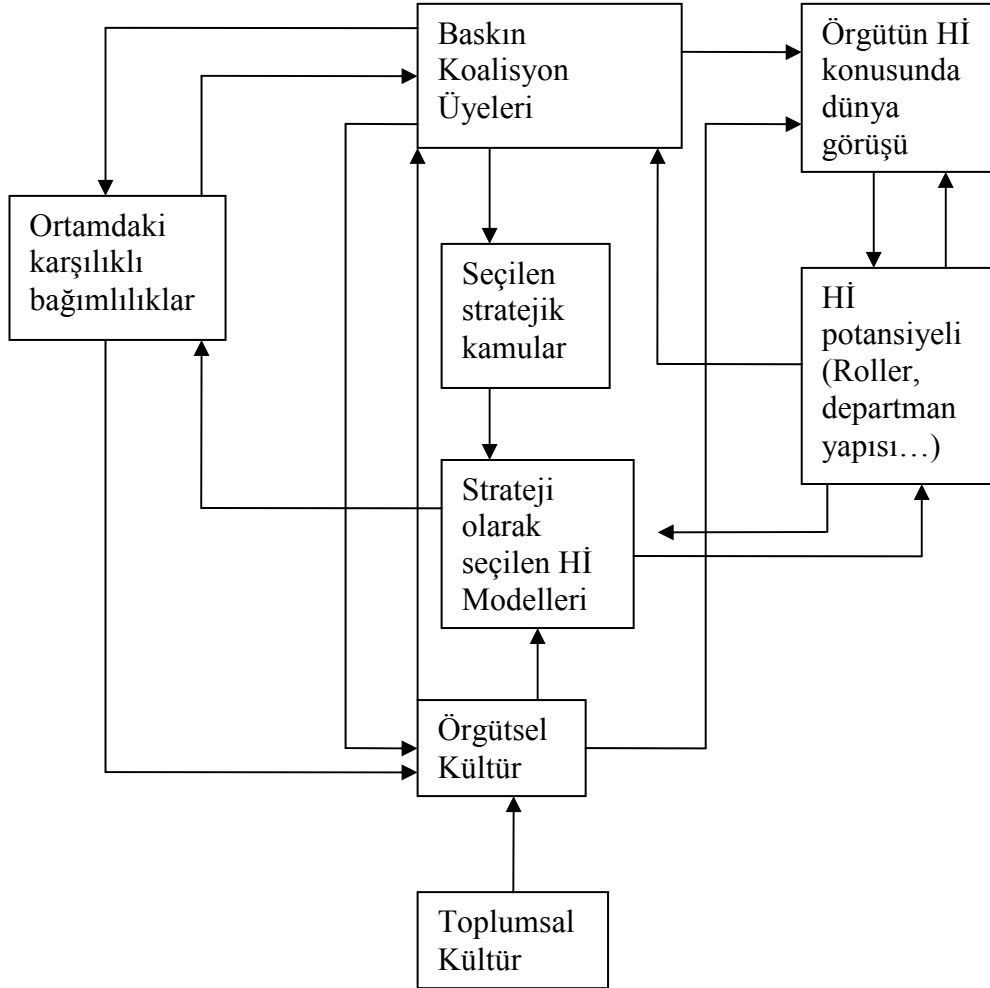 Baskın
Koalisyon
Üyeleri
Örgütün Hİ
konusunda
dünya
görüşü
Ortamdaki
karşılıklı
bağımlılıklar
Seçilen
stratejik
kamular
Hİ
potansiyeli
(Roller,
departman
yapısı…)
Strateji
olarak
seçilen Hİ
Modelleri
Örgütsel
Kültür
Toplumsal
Kültür